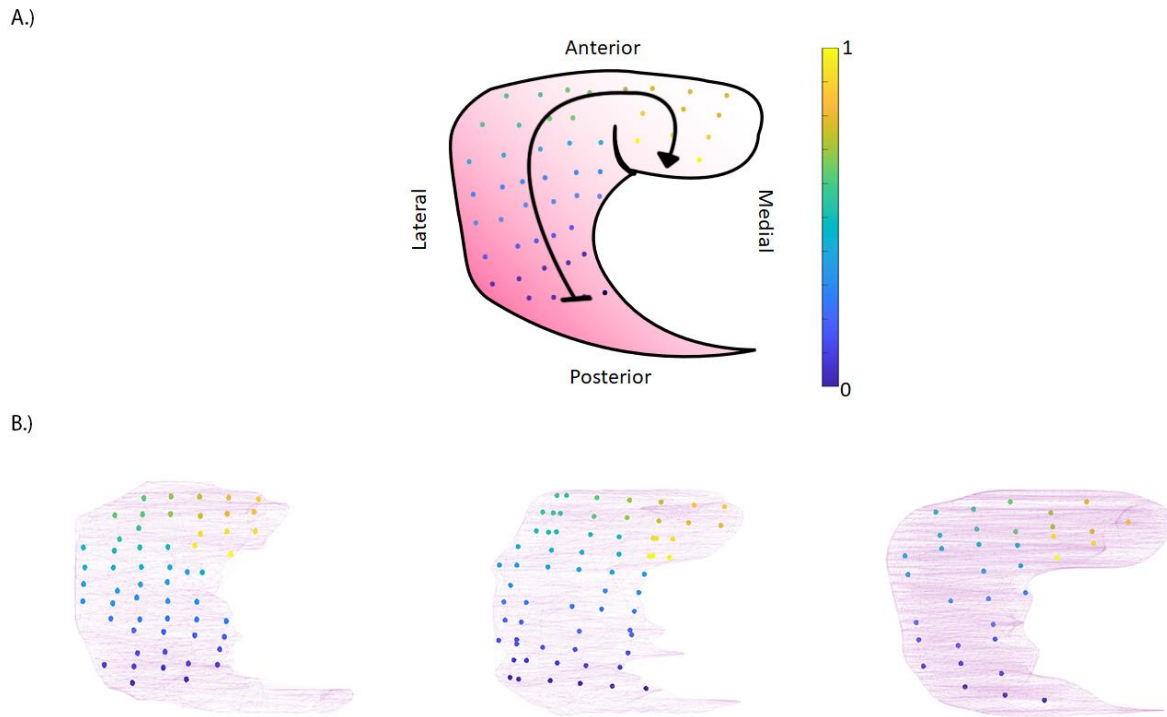 A.)
Anterior
1
Lateral
Medial
0
Posterior
B.)